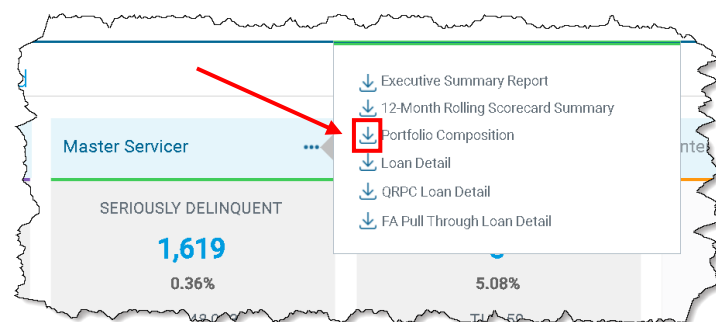 Executive Summary Report
12-Month Rolling Scorecard Summary
Portfolio Composition
Loan Detail
QRPC Loan Detail
FA Pull Through Loan Detail
Master Servicer
SERIOUSLY DELINQUENT
1,619
0.36%
5.08%